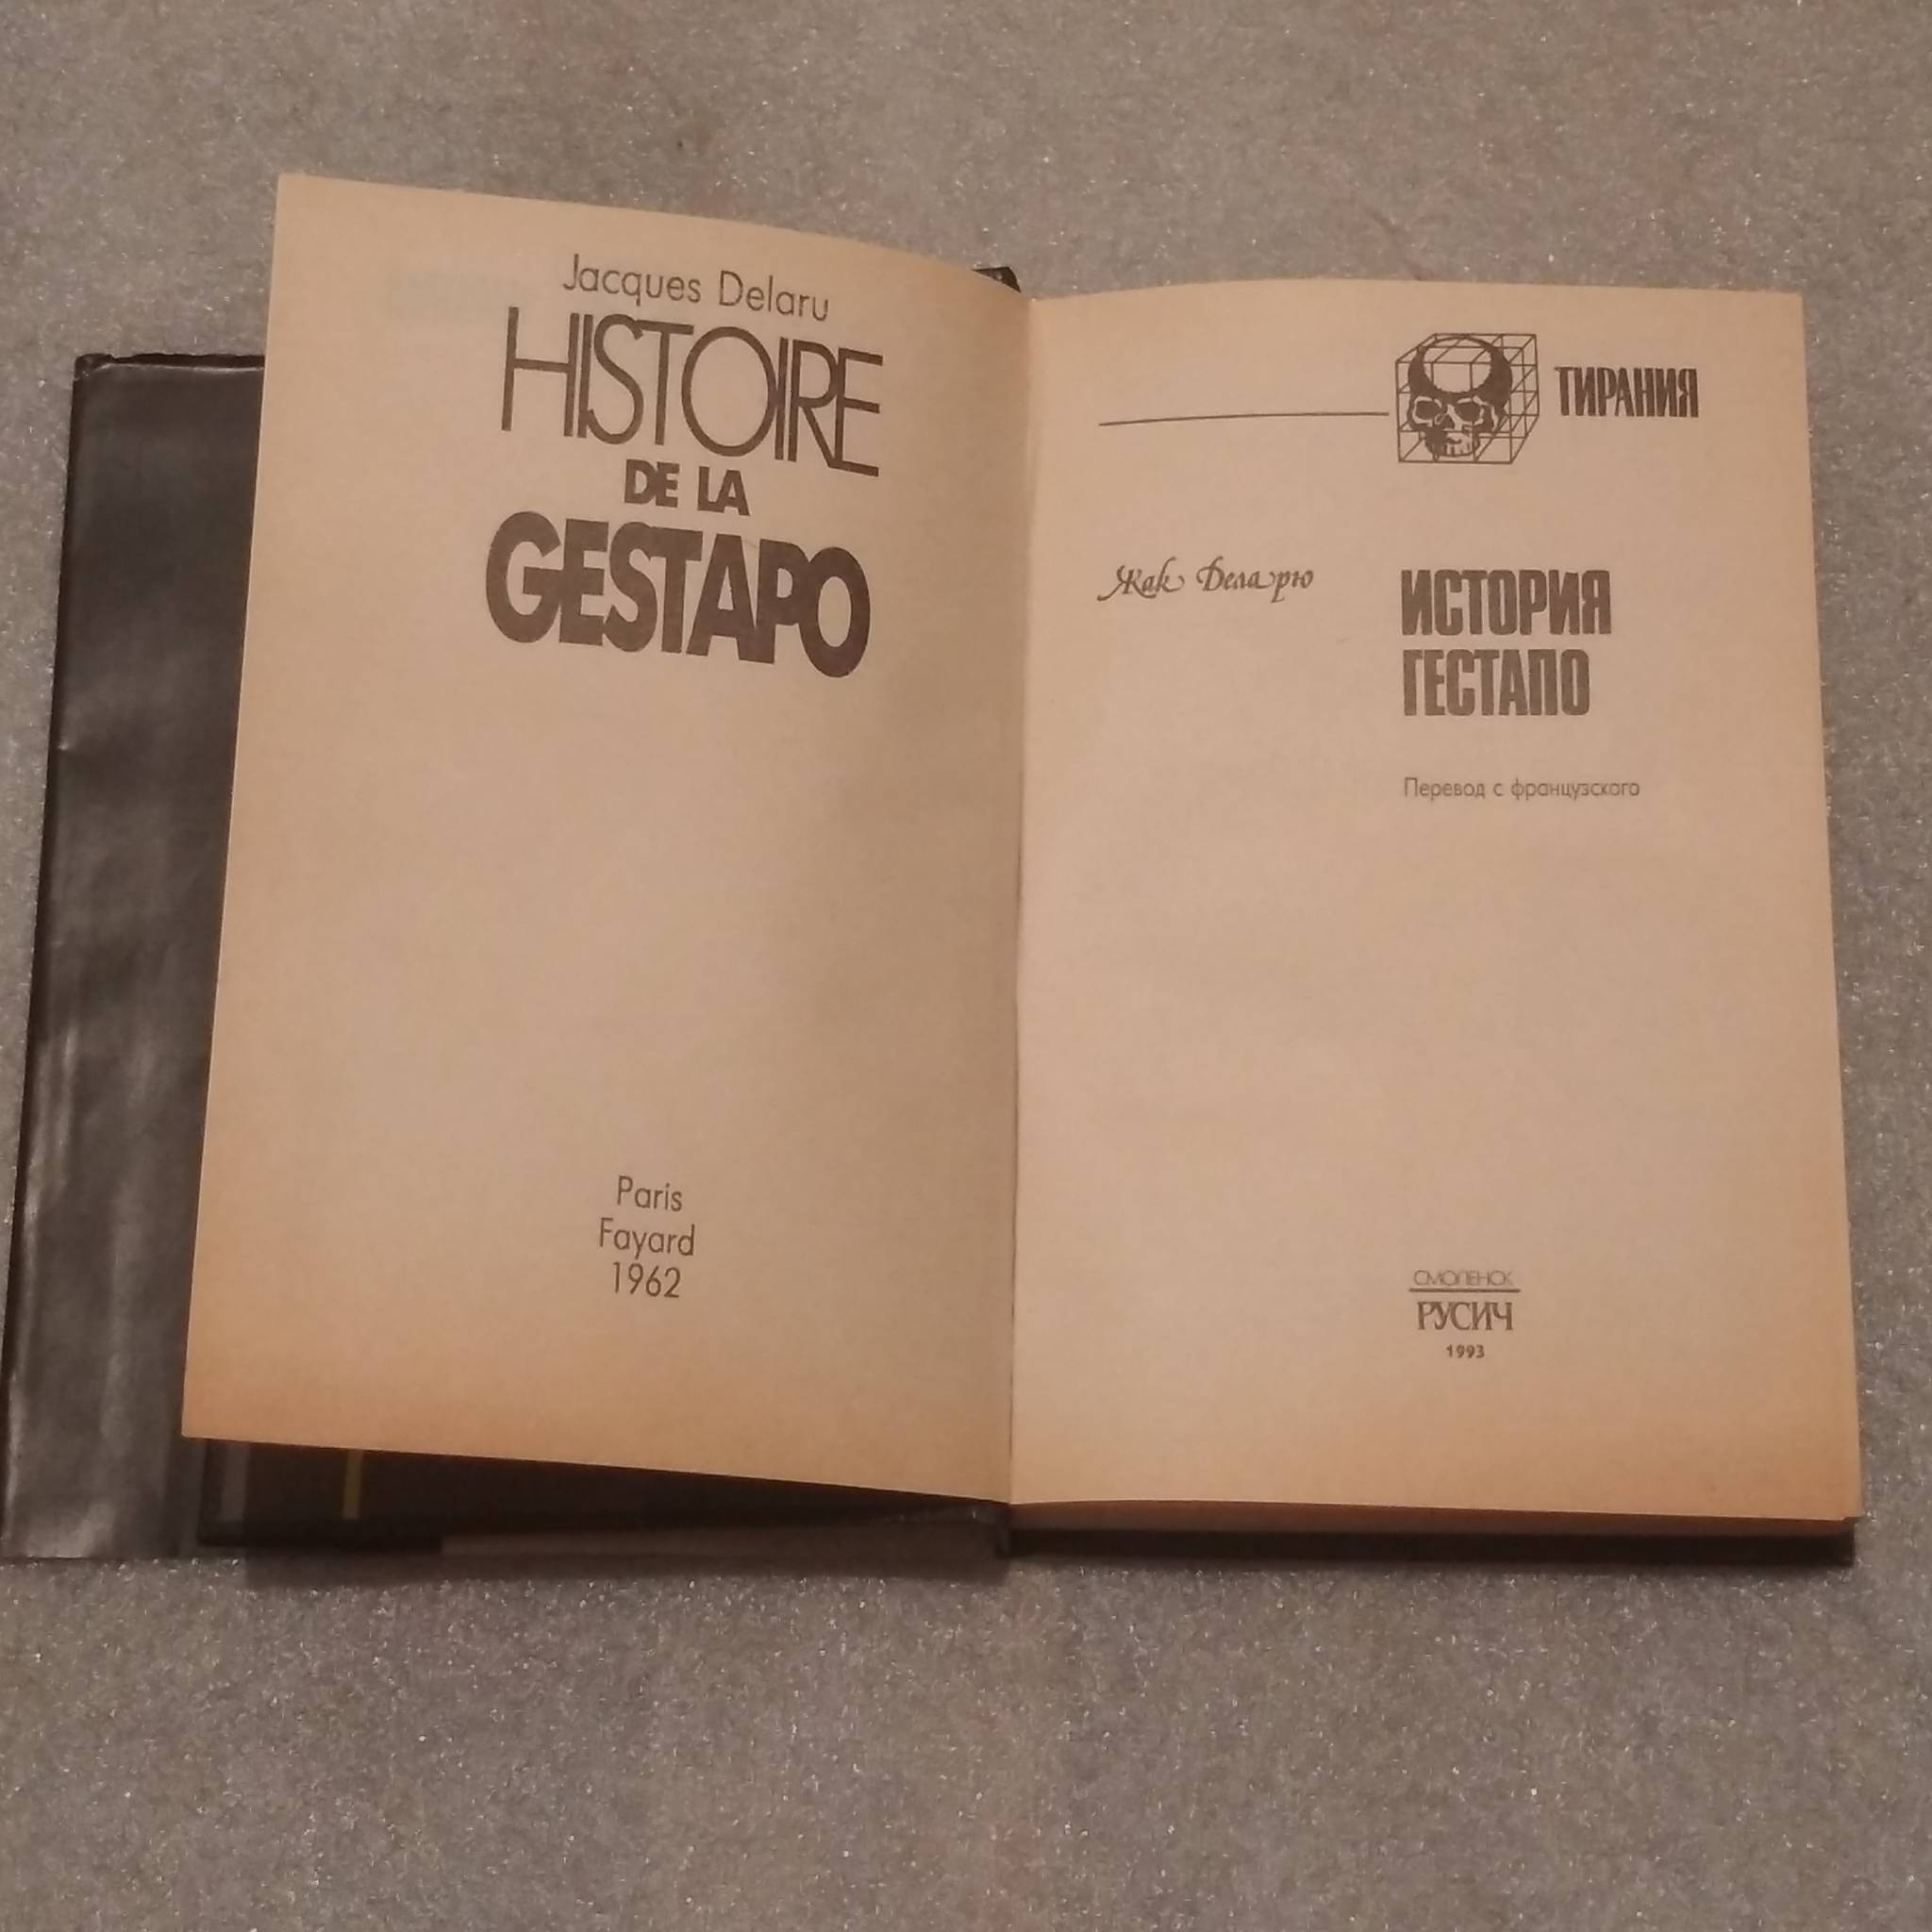 Jacques Delaru
HISTOIRE
DE LA
GESTAPO
Paris
Fayard
1962
ТИРАНИЯ
Жак Деларю
ИСТОРИЯ
ГЕСТАПО
Перевод с французского
СМОЛЕНСК
РУСИЧ
1993